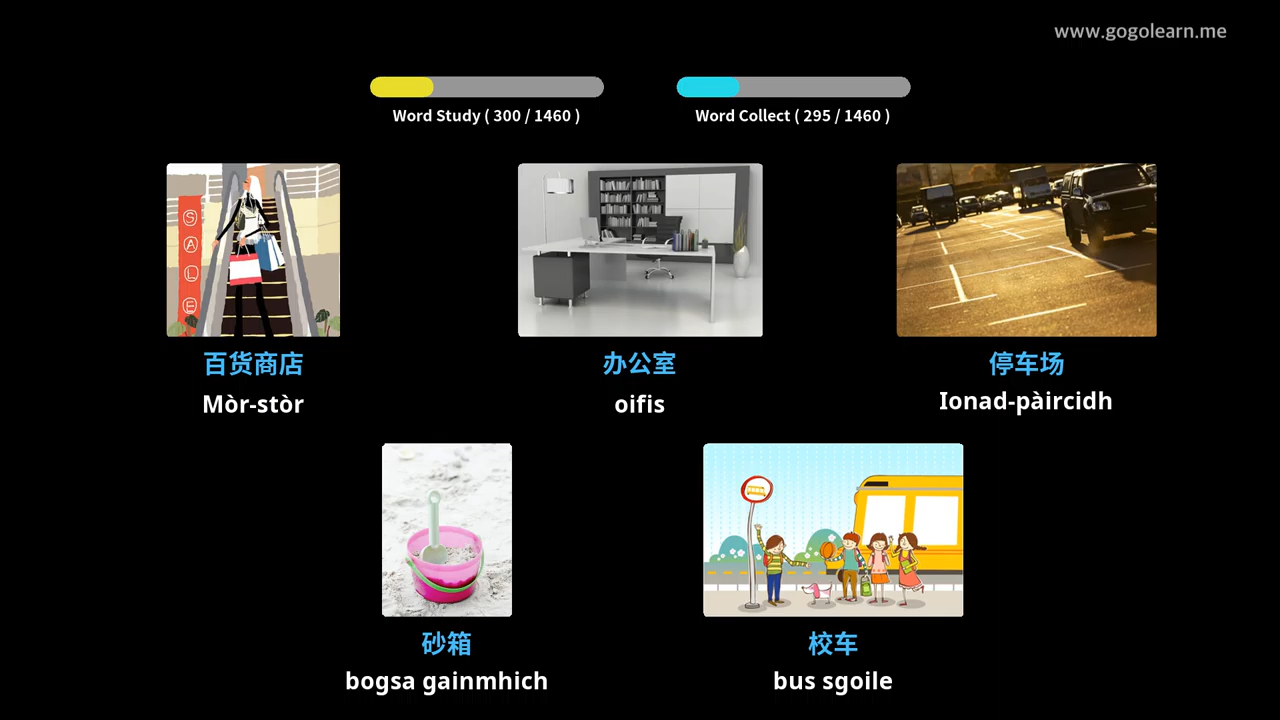 www.gogolearn.me
Word Study ( 300 / 1460 )
Word Collect ( 295 / 1460 )
S
A
L
E
百货商店
办公室
停车场
Mòr-stòr
oifis
Ionad-pàircidh
砂箱
校车
bogsa gainmhich
bus sgoile